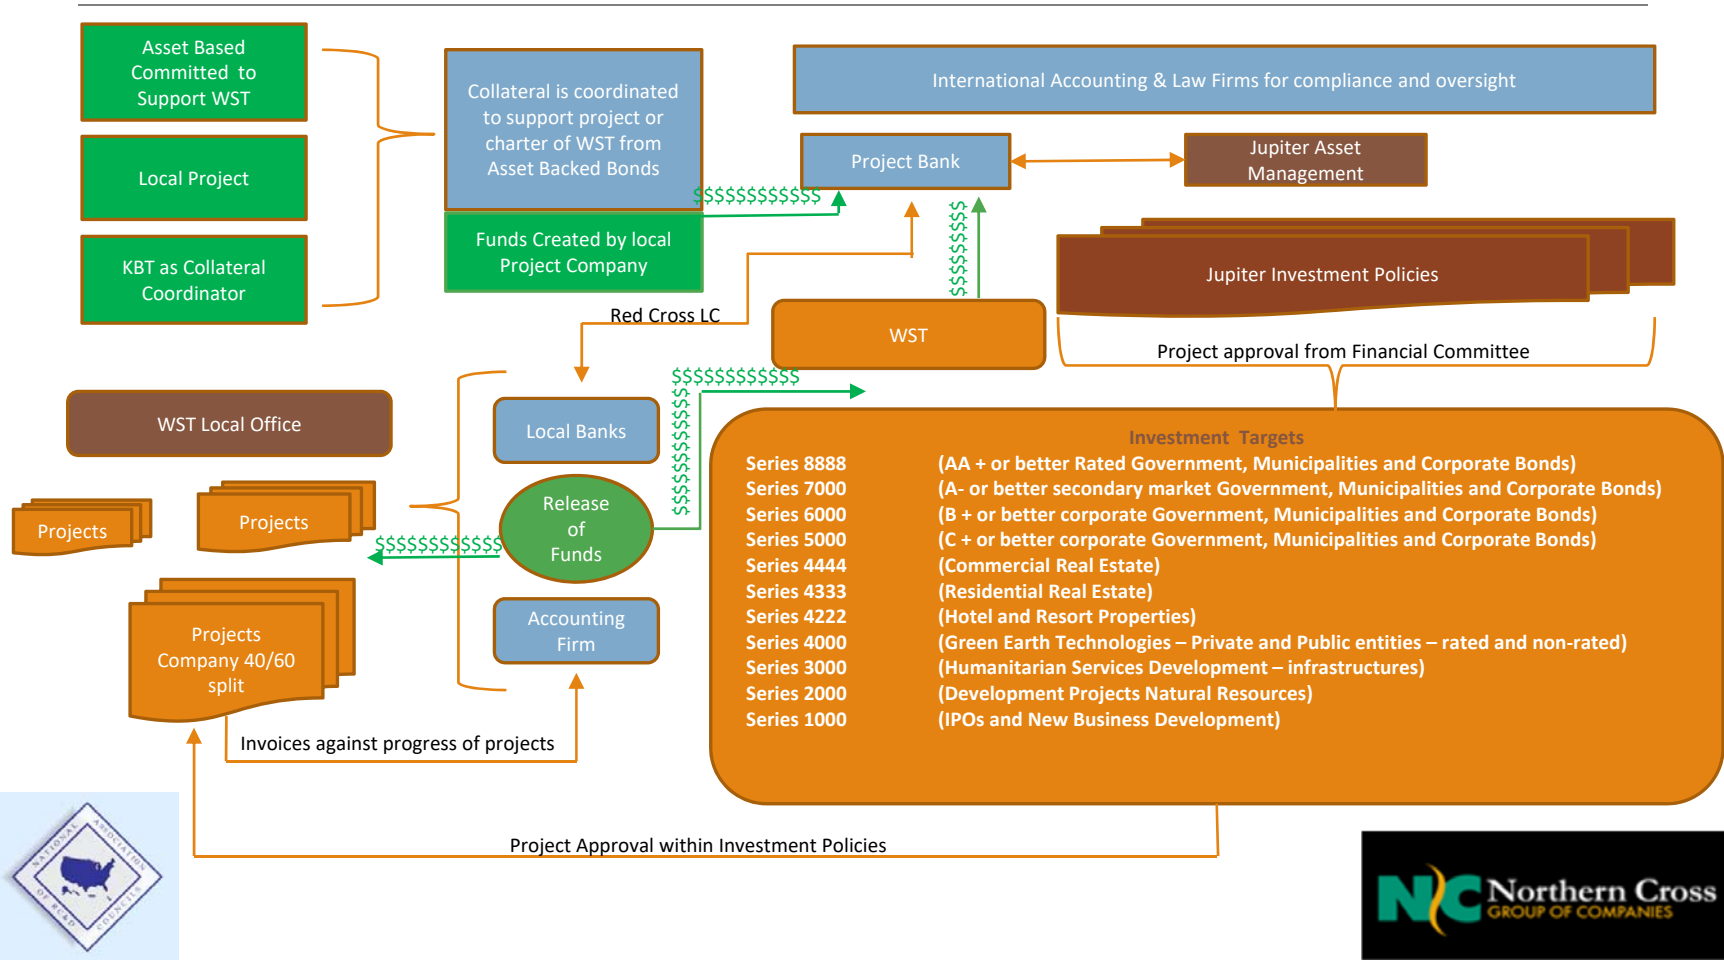 Asset Based
Committed to
Support WST
Local Project
KBT as Collateral
Coordinator
Collateral is coordinated
to support project or
charter of WST from
Asset Backed Bonds
$$$$$$$$$$$$
Funds Created by local
Project Company
International Accounting & Law Firms for compliance and oversight
Project Bank
Jupiter Asset
Management
Jupiter Investment Policies
Red Cross LC
WST
Project approval from Financial Committee
$$$$$$$$$$$$
WST Local Office
Local Banks
Release
of
Funds
Projects
Projects
$$$$$$$$$$$$
Accounting
Firm
Projects
Company 40/60
split
Invoices against progress of projects
Investment Targets
Series 8888 (AA + or better Rated Government, Municipalities and Corporate Bonds)
Series 7000 (A- or better secondary market Government, Municipalities and Corporate Bonds)
Series 6000 (B + or better corporate Government, Municipalities and Corporate Bonds)
Series 5000 (C + or better corporate Government, Municipalities and Corporate Bonds)
Series 4444 (Commercial Real Estate)
Series 4333 (Residential Real Estate)
Series 4222 (Hotel and Resort Properties)
Series 4000 (Green Earth Technologies – Private and Public entities – rated and non-rated)
Series 3000 (Humanitarian Services Development – infrastructures)
Series 2000 (Development Projects Natural Resources)
Series 1000 (IPOs and New Business Development)
Project Approval within Investment Policies
NATIONAL ASSOCIATION
OF RC&D COUNCILS
NC Northern Cross
GROUP OF COMPANIES